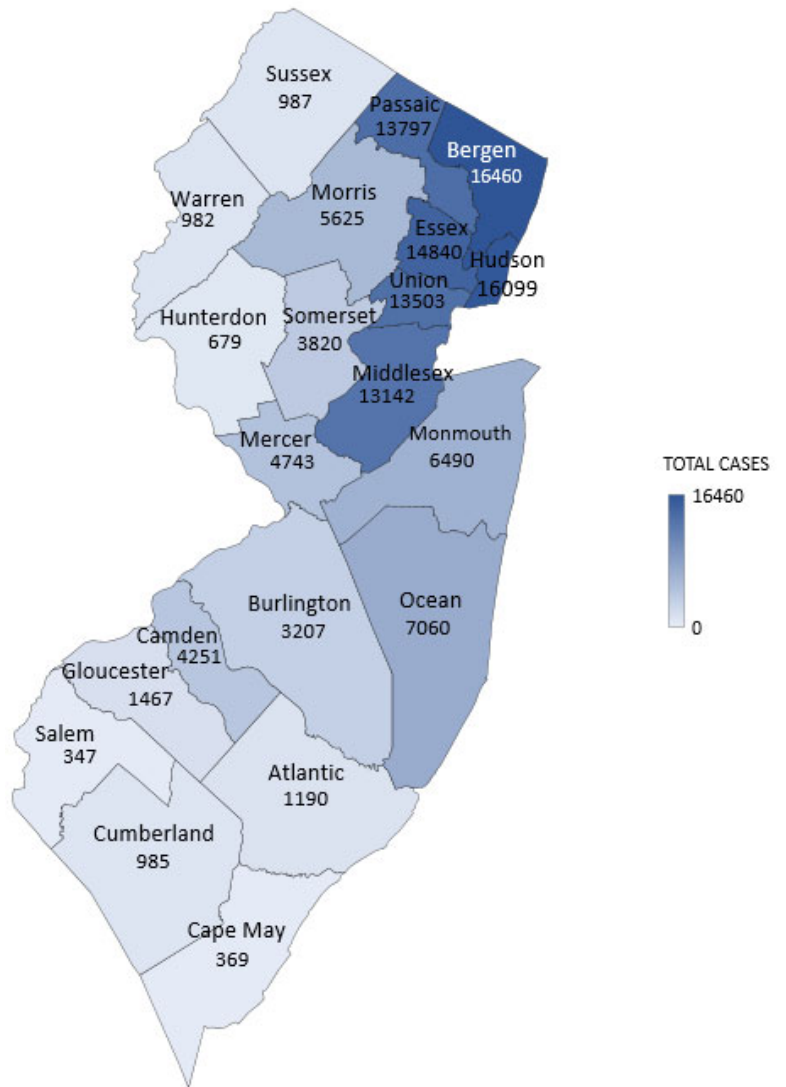 Sussex
987
Passaic
13797
Bergen
16460
Warren
982
Morris
5625
Essex
14840
Hudson
16099
Union
13503
Hunterdon
679
Somerset
3820
Middlesex
13142
Mercer
4743
Monmouth
6490
TOTAL CASES
16460
0
Burlington
3207
Ocean
7060
Camden
4251
Gloucester
1467
Salem
347
Atlantic
1190
Cumberland
985
Cape May
369